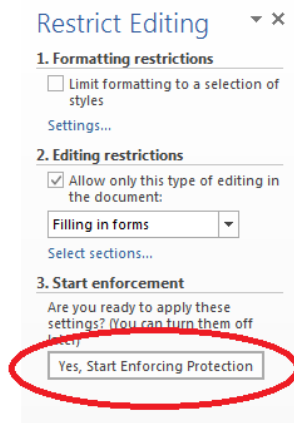 Restrict Editing
1. Formatting restrictions
Limit formatting to a selection of
styles
Settings...
2. Editing restrictions
Allow only this type of editing in
the document:
Filling in forms
Select sections...
3. Start enforcement
Are you ready to apply these
settings? (You can turn them off
later)
Yes, Start Enforcing Protection